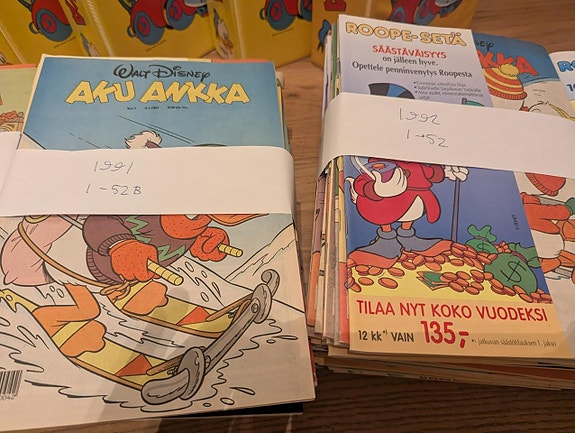 WALT DISNEY
AKU ANKKA
1991
1-52 B
ROOPE-SETÄ
SÄÄSTÄVÄISYYS
on jälleen hyve.
Opettele penninvenytys Roopesta
1992
1→52
TILAA NYT KOKO VUODEKSI
12 kk*) VAIN 135,-